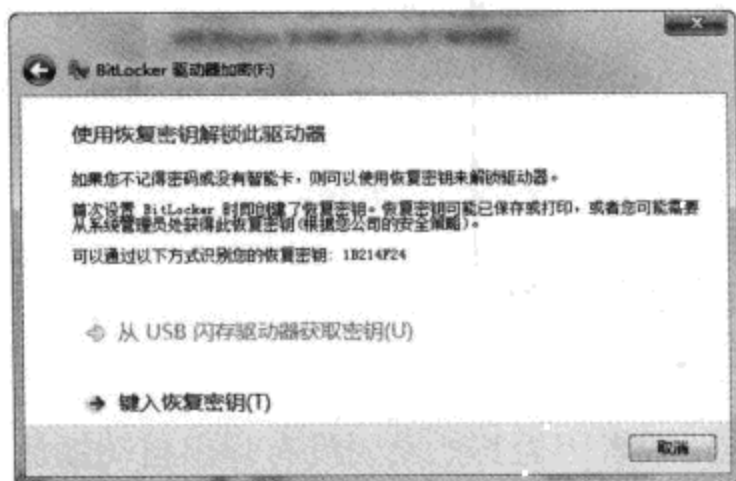 BitLocker 驱动器加密(F:)
使用恢复密钥解锁此驱动器
如果您不记得密码或没有智能卡，则可以使用恢复密钥来解锁驱动器。
首次设置 BitLocker 时即创建了恢复密钥。恢复密钥可能已保存或打印，或者您可能需要
从系统管理员处获得此恢复密钥(根据您公司的安全策略)。
可以通过以下方式识别您的恢复密钥: 1B214F24
从 USB 闪存驱动器获取密钥(U)
键入恢复密钥(T)
取消